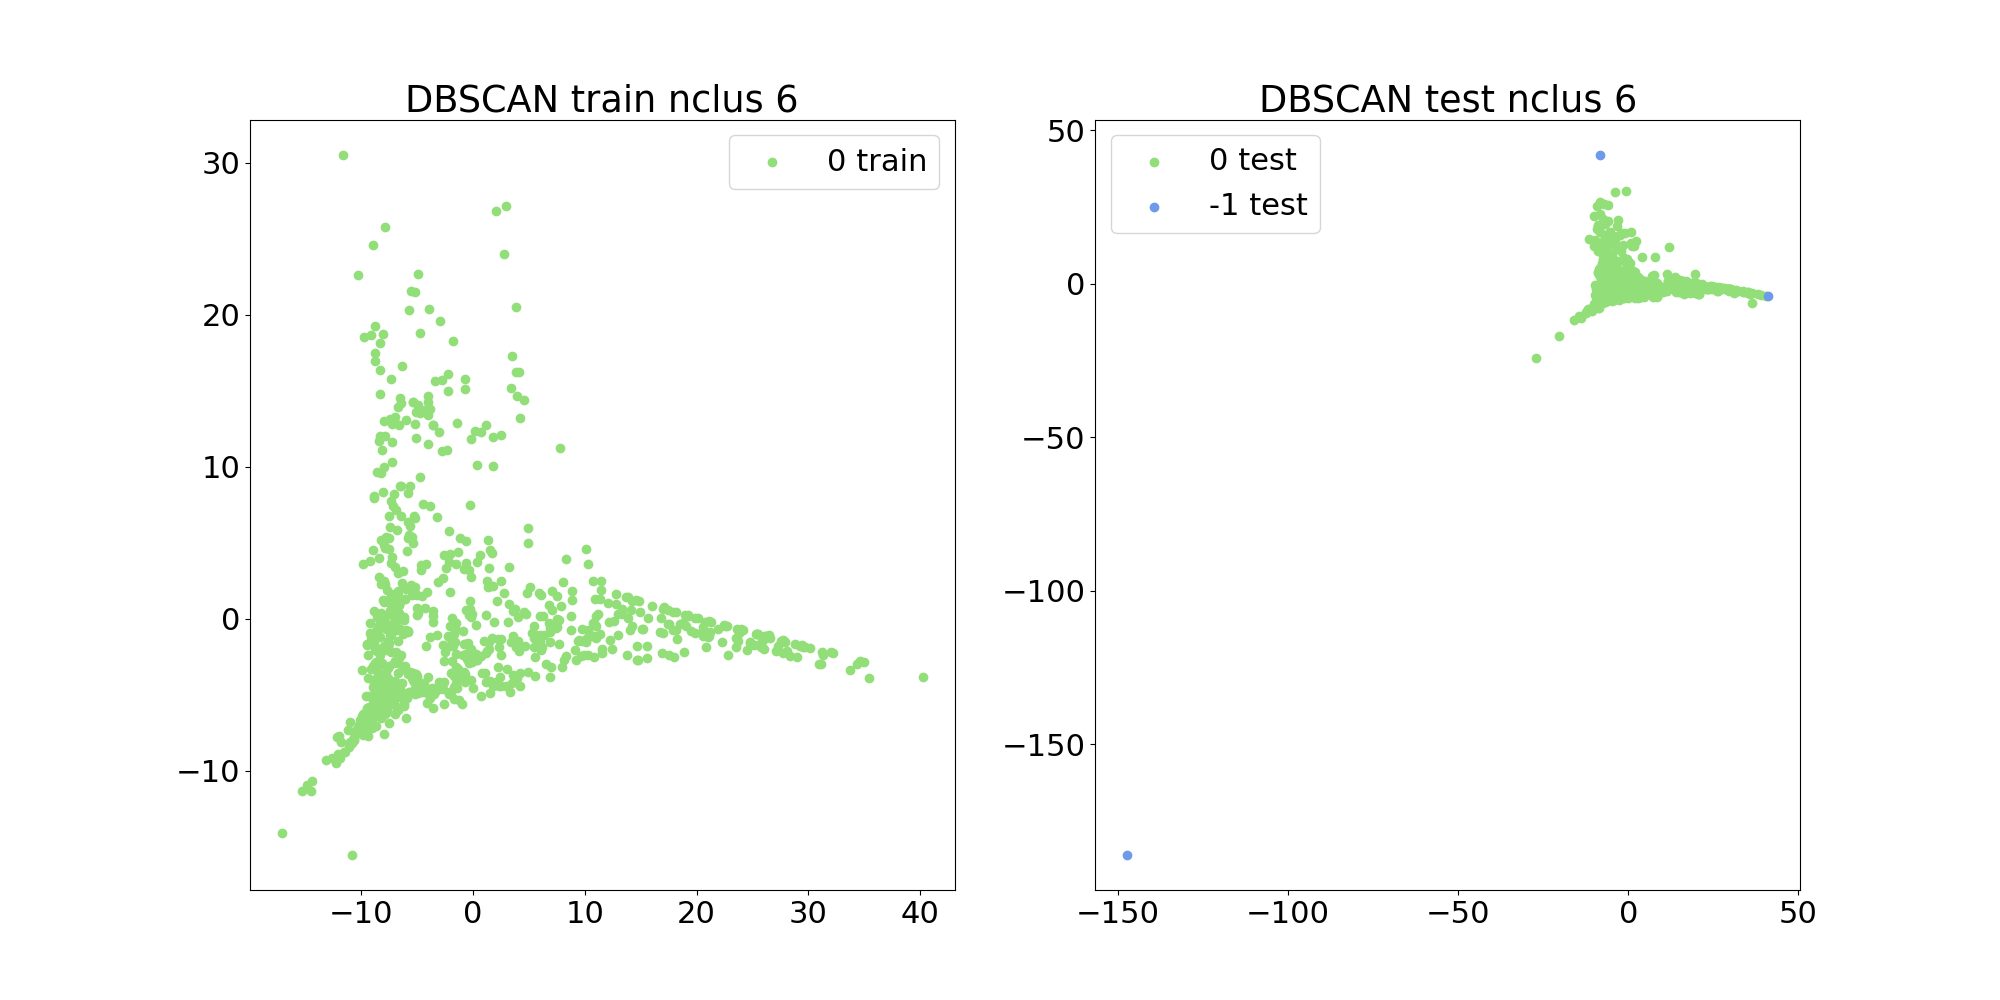 DBSCAN train nclus 6
0 train
30
20
10
0
−10
−10 0 10 20 30 40
DBSCAN test nclus 6
0 test
-1 test
50
0
−50
−100
−150
−150 −100 −50 0 50